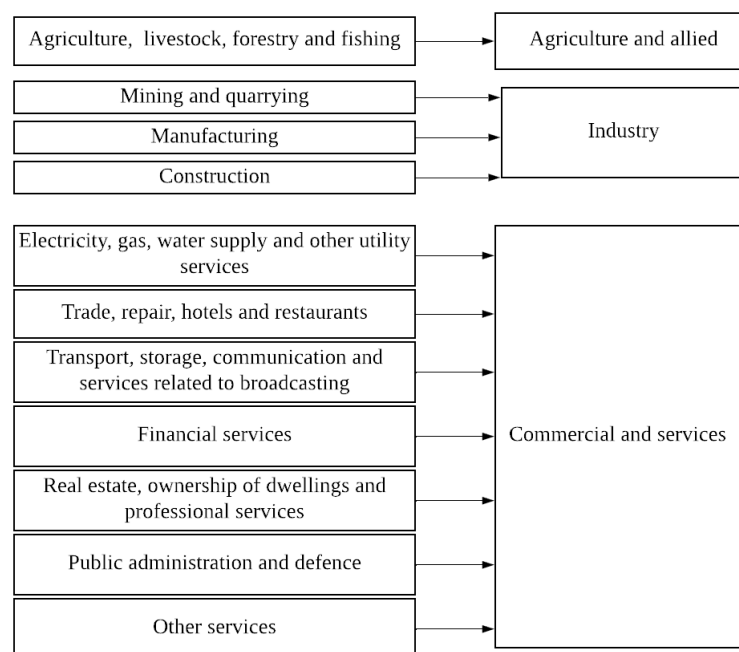 Agriculture, livestock, forestry and fishing
Agriculture and allied
Mining and quarrying
Manufacturing
Construction
Industry
Electricity, gas, water supply and other utility
services
Trade, repair, hotels and restaurants
Transport, storage, communication and
services related to broadcasting
Financial services
Real estate, ownership of dwellings and
professional services
Public administration and defence
Other services
Commercial and services